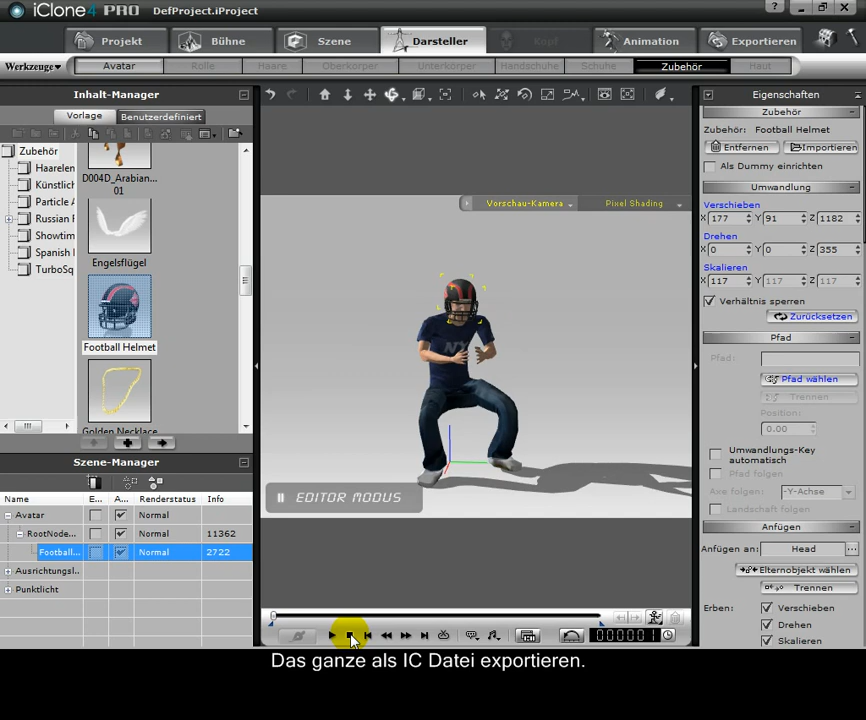 iClone4 PRO DefProject.iProject
Projekt Bühne Szene Darsteller Kopf Animation Exportieren
Werkzeuge Avatar Rolle Haare Oberkörper Unterkörper Handschuhe Schuhe Zubehör Haut
Inhalt-Manager
Vorlage Benutzerdefiniert
Zubehör
Haarelen
Künstlich
Particle A
Russian F
Showtim
Spanish I
TurboSq
D004D_Arabian...
01
Engelsflügel
Football Helmet
Golden Necklace
Szene-Manager
Name E... A... Renderstatus Info
Avatar Normal
RootNode... Normal 11362
Football... Normal 2722
Ausrichtungsl...
Punktlicht
Vorschau-Kamera Pixel Shading
NY
EDITOR MODUS
000001
Eigenschaften
Zubehör
Zubehör: Football Helmet
Entfernen Importieren
Als Dummy einrichten
Umwandlung
Verschieben
X 177 Y 91 Z 1182
Drehen
X 0 Y 0 Z 355
Skalieren
X 117 Y 117 Z 117
Verhältnis sperren
Zurücksetzen
Pfad
Pfad:
Pfad wählen
Trennen
Position:
0.00
Umwandlungs-Key
automatisch
Pfad folgen
Axe folgen: -Y-Achse
Landschaft folgen
Anfügen
Anfügen an: Head ...
Elternobjekt wählen
Trennen
Erben: Verschieben
Drehen
Skalieren
Das ganze als IC Datei exportieren.